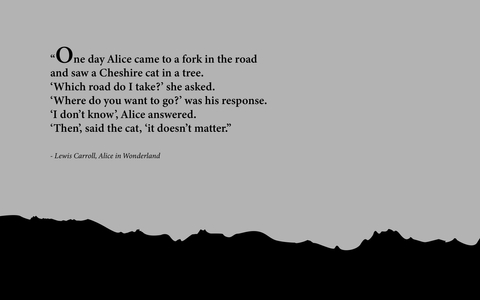 “One day Alice came to a fork in the road
and saw a Cheshire cat in a tree.
‘Which road do I take?’ she asked.
‘Where do you want to go?’ was his response.
‘I don’t know’, Alice answered.
‘Then’, said the cat, ‘it doesn’t matter.”
- Lewis Carroll, Alice in Wonderland